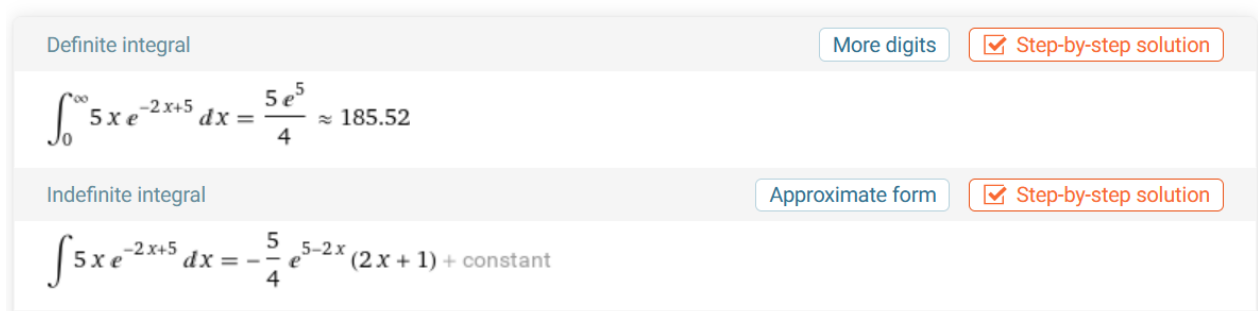 Definite integral More digits Step-by-step solution
∫₀^∞ 5 x e^(-2 x+5) dx = (5 e^5)/4 ≈ 185.52
Indefinite integral Approximate form Step-by-step solution
∫ 5 x e^(-2 x+5) dx = -5/4 e^(5-2 x) (2 x + 1) + constant